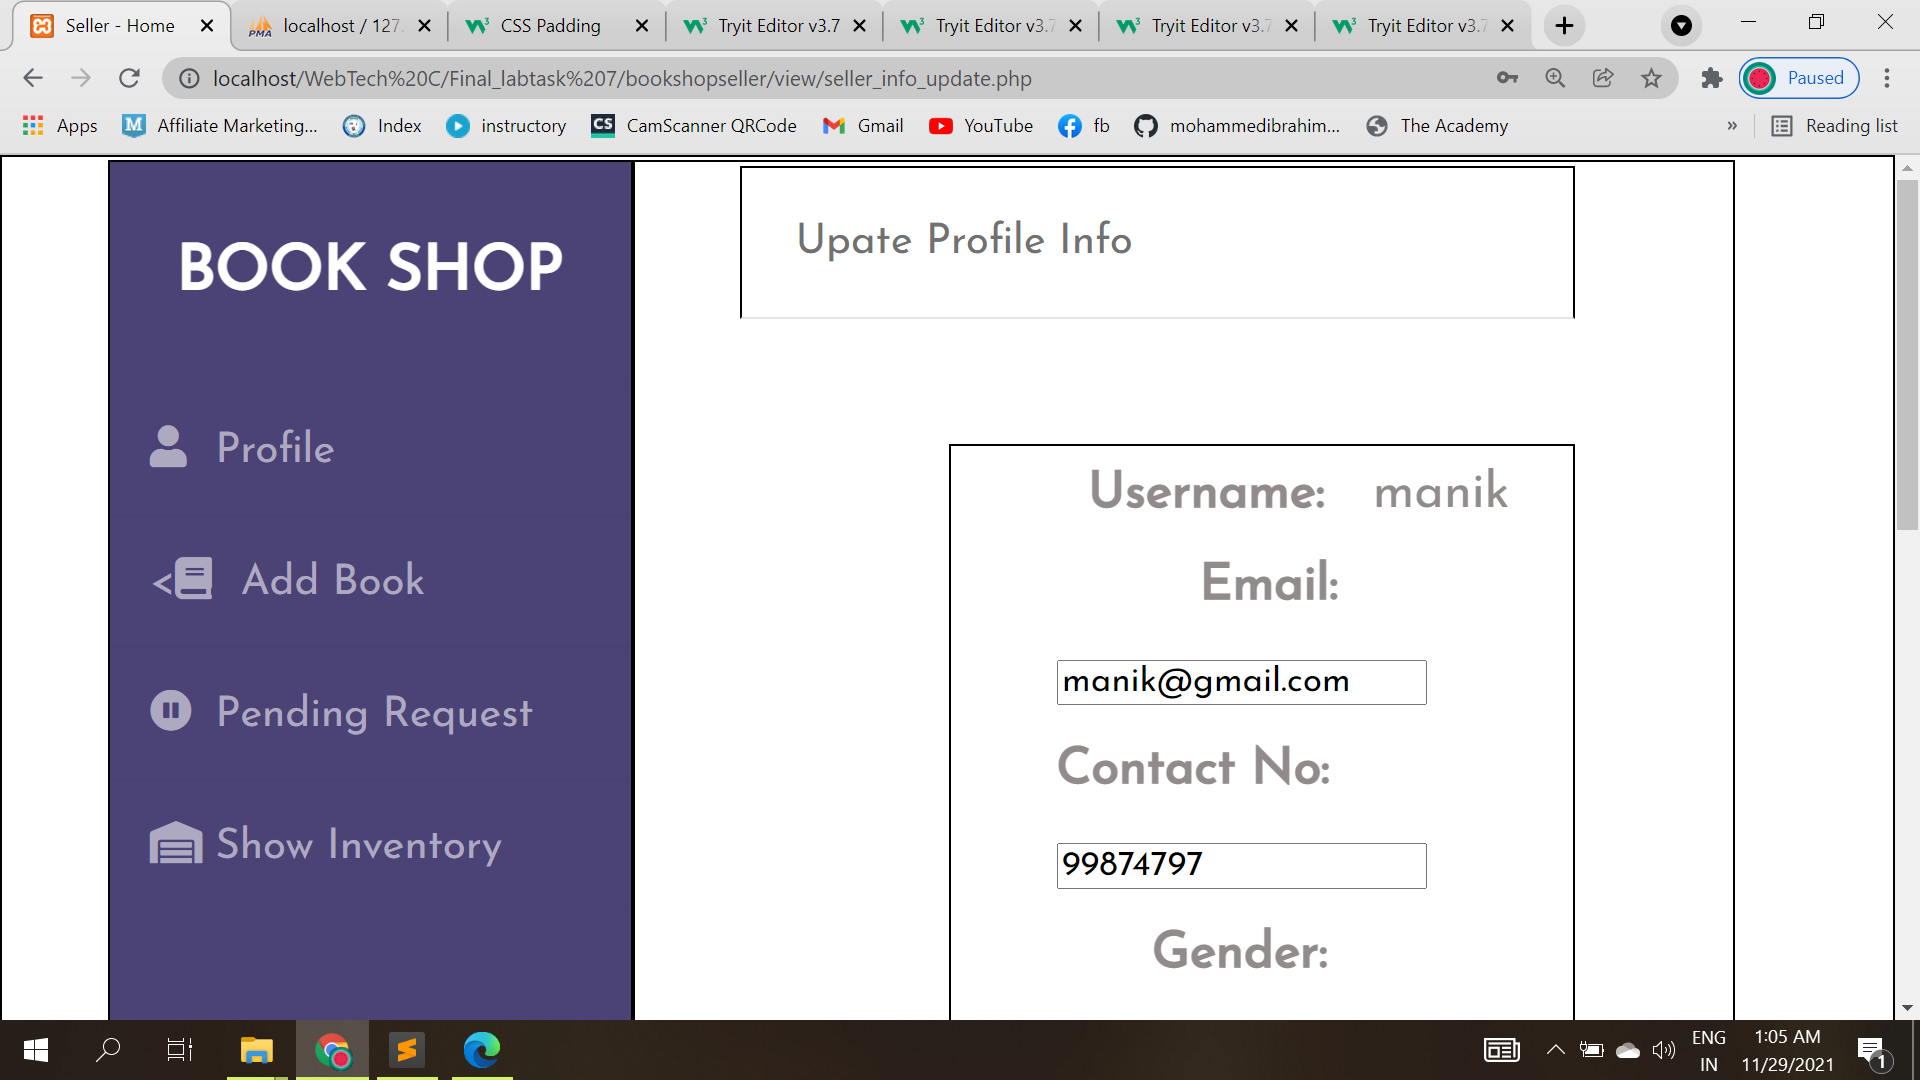 Seller - Home
localhost / 127.
CSS Padding
Tryit Editor v3.7
Tryit Editor v3.7
Tryit Editor v3.7
Tryit Editor v3.7
localhost/WebTech%20C/Final_labtask%207/bookshopseller/view/seller_info_update.php
Paused
Apps
Affiliate Marketing...
Index
instructory
CS CamScanner QRCode
Gmail
YouTube
fb
mohammedibrahim...
The Academy
»
Reading list
BOOK SHOP
Profile
< Add Book
Pending Request
Show Inventory
Upate Profile Info
Username: manik
Email:
manik@gmail.com
Contact No:
99874797
Gender:
ENG
IN
1:05 AM
11/29/2021
1